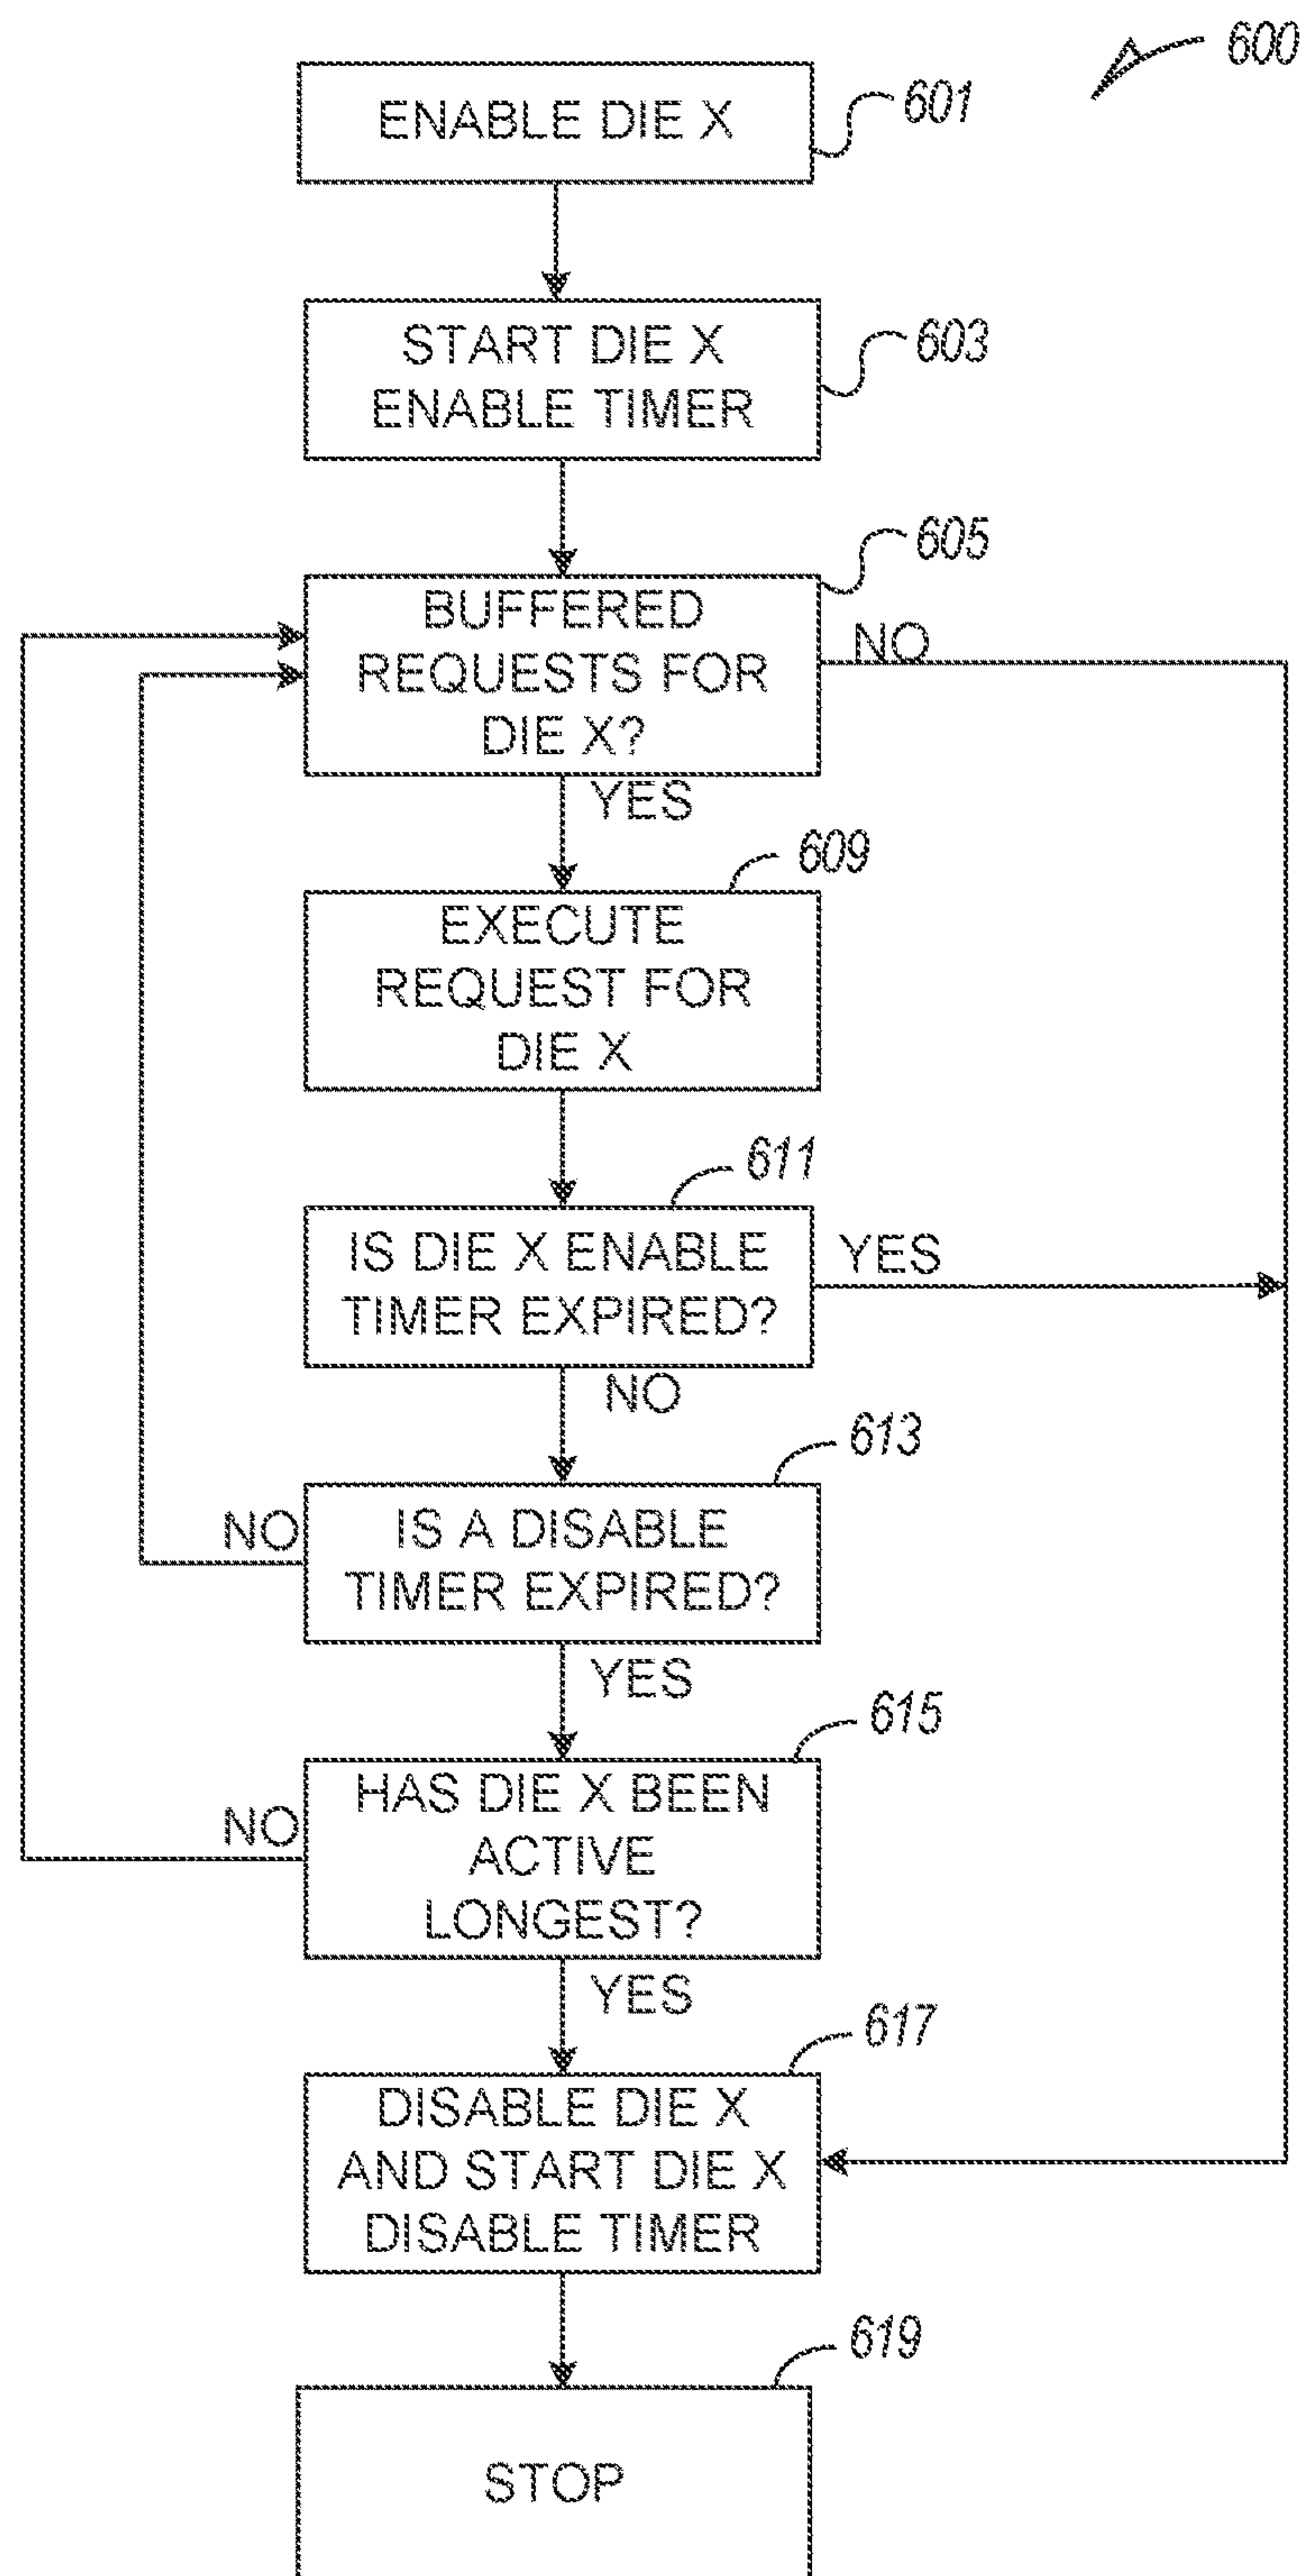 600
ENABLE DIE X
601
START DIE X
ENABLE TIMER
603
605
BUFFERED
REQUESTS FOR
DIE X?
NO
YES
609
EXECUTE
REQUEST FOR
DIE X
611
IS DIE X ENABLE
TIMER EXPIRED?
YES
NO
613
IS A DISABLE
TIMER EXPIRED?
NO
YES
615
HAS DIE X BEEN
ACTIVE
LONGEST?
NO
YES
617
DISABLE DIE X
AND START DIE X
DISABLE TIMER
619
STOP